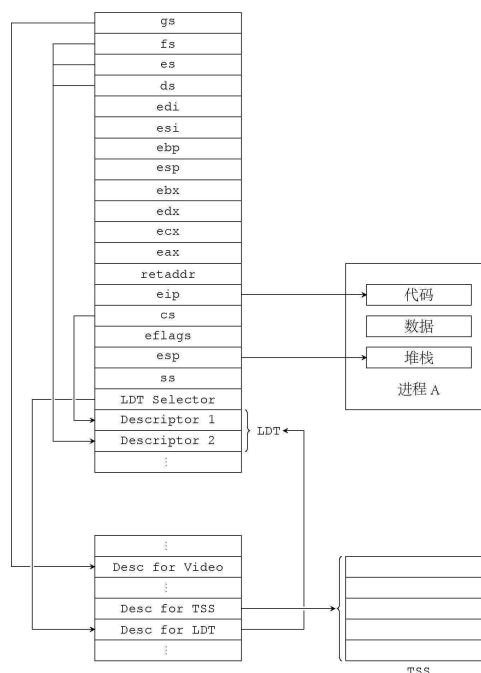 gs
fs
es
ds
edi
esi
ebp
esp
ebx
edx
ecx
eax
retaddr
eip
cs
eflags
esp
ss
LDT Selector
Descriptor 1
Descriptor 2
⋮
LDT
代码
数据
堆栈
进程 A
⋮
Desc for Video
⋮
Desc for TSS
Desc for LDT
⋮
TSS